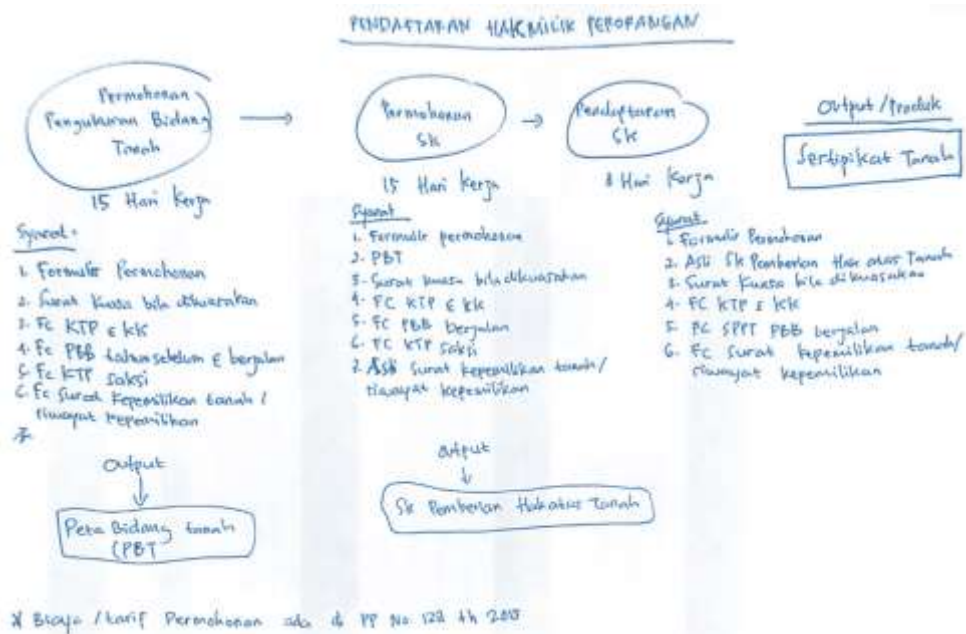 PENDAFTARAN HAK MILIK PERORANGAN
Permohonan
Pengukuran Bidang
Tanah
15 Hari Kerja
Syarat:
1. Formulir Permohonan
2. Surat Kuasa bila dikuasakan
3. Fc KTP & KK
4. Fc PBB tahun sebelum & berjalan
5. Fc KTP saksi
6. Fc Surat kepemilikan tanah /
riwayat kepemilikan
Output
Peta Bidang tanah
(PBT
Permohonan
SK
15 Hari Kerja
Syarat
1. Formulir permohonan
2. PBT
3. Surat kuasa bila dikuasakan
4. FC KTP & KK
5. FC PBB berjalan
6. FC KTP saksi
7. Asli surat kepemilikan tanah/
riwayat kepemilikan
output
SK Pemberian Hak atas Tanah
Pendaftaran
SK
Hari Kerja
Output/Produk
Sertipikat Tanah
Syarat
1. Formulir Permohonan
2. Asli SK Pemberian Hak atas Tanah
3. Surat Kuasa bila dikuasakan
4. FC KTP & KK
5. FC SPPT PBB berjalan
6. FC Surat kepemilikan tanah/
riwayat kepemilikan
* Biaya / tarif Permohonan ada di PP No th